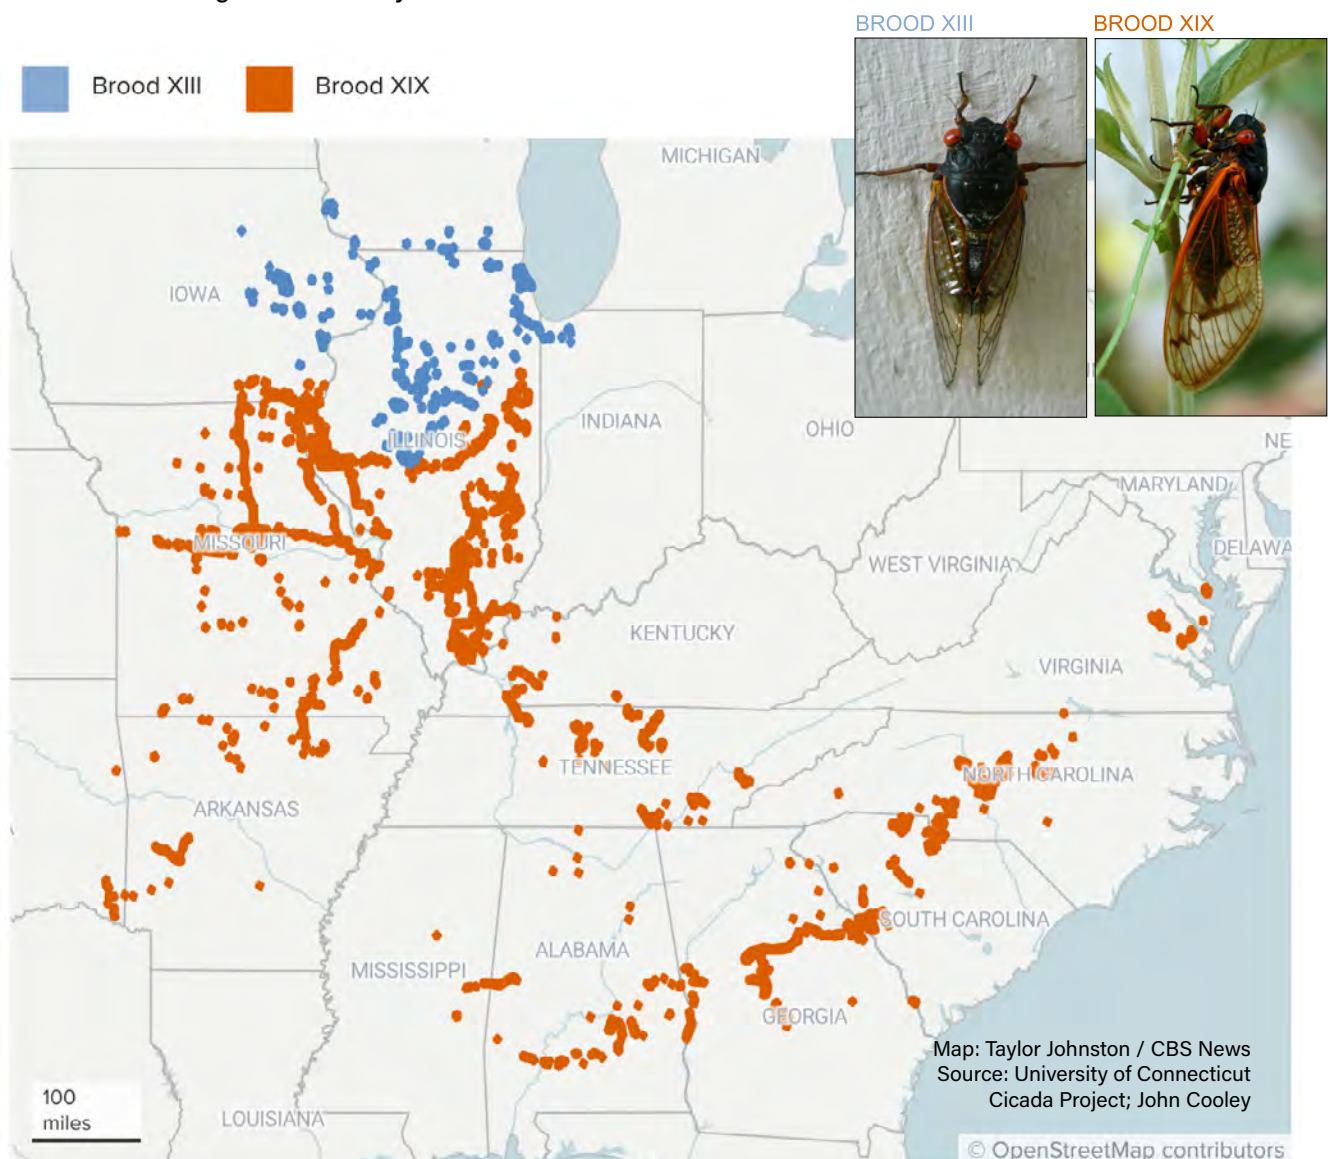 BROOD XIII
BROOD XIX
Brood XIII
Brood XIX
MICHIGAN
IOWA
ILLINOIS
INDIANA
OHIO
NE
MARYLAND
MISSOURI
WEST VIRGINIA
DELAWA
KENTUCKY
VIRGINIA
TENNESSEE
NORTH CAROLINA
ARKANSAS
SOUTH CAROLINA
ALABAMA
MISSISSIPPI
GEORGIA
Map: Taylor Johnston / CBS News
Source: University of Connecticut
Cicada Project; John Cooley
100
miles
LOUISIANA
© OpenStreetMap contributors